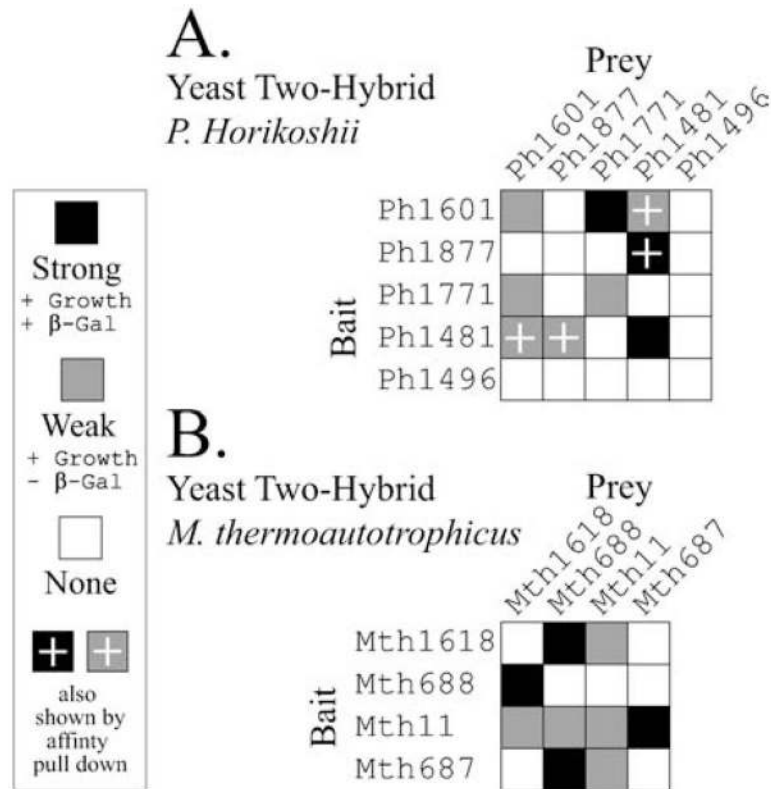 A.
Yeast Two-Hybrid
P. Horikoshii
Prey
Ph1601
Ph1877
Ph1771
Ph1481
Ph1496
Bait
Ph1601
Ph1877
Ph1771
Ph1481
Ph1496
Strong
+ Growth
+ β-Gal
Weak
+ Growth
- β-Gal
None
also
shown by
affinty
pull down
B.
Yeast Two-Hybrid
M. thermoautotrophicus
Prey
Mth1618
Mth688
Mth11
Mth687
Bait
Mth1618
Mth688
Mth11
Mth687